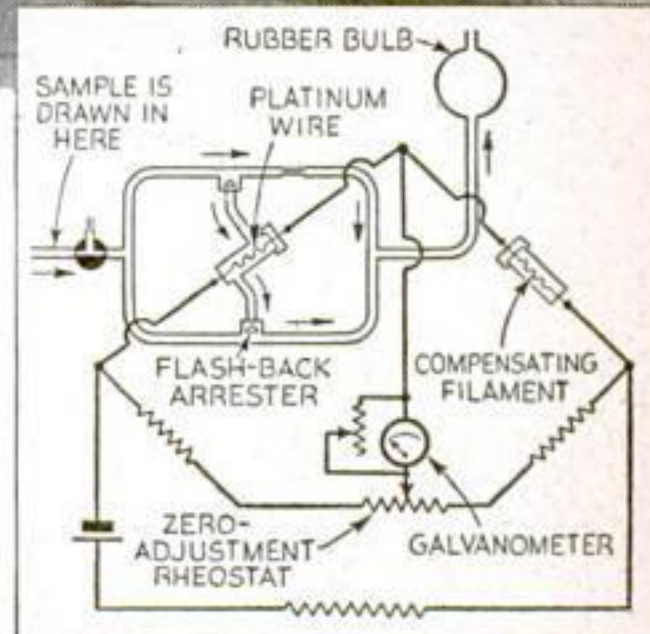 RUBBER BULB
SAMPLE IS
DRAWN IN
HERE
PLATINUM
WIRE
FLASH-BACK
ARRESTER
COMPENSATING
FILAMENT
ZERO-
ADJUSTMENT
RHEOSTAT
GALVANOMETER